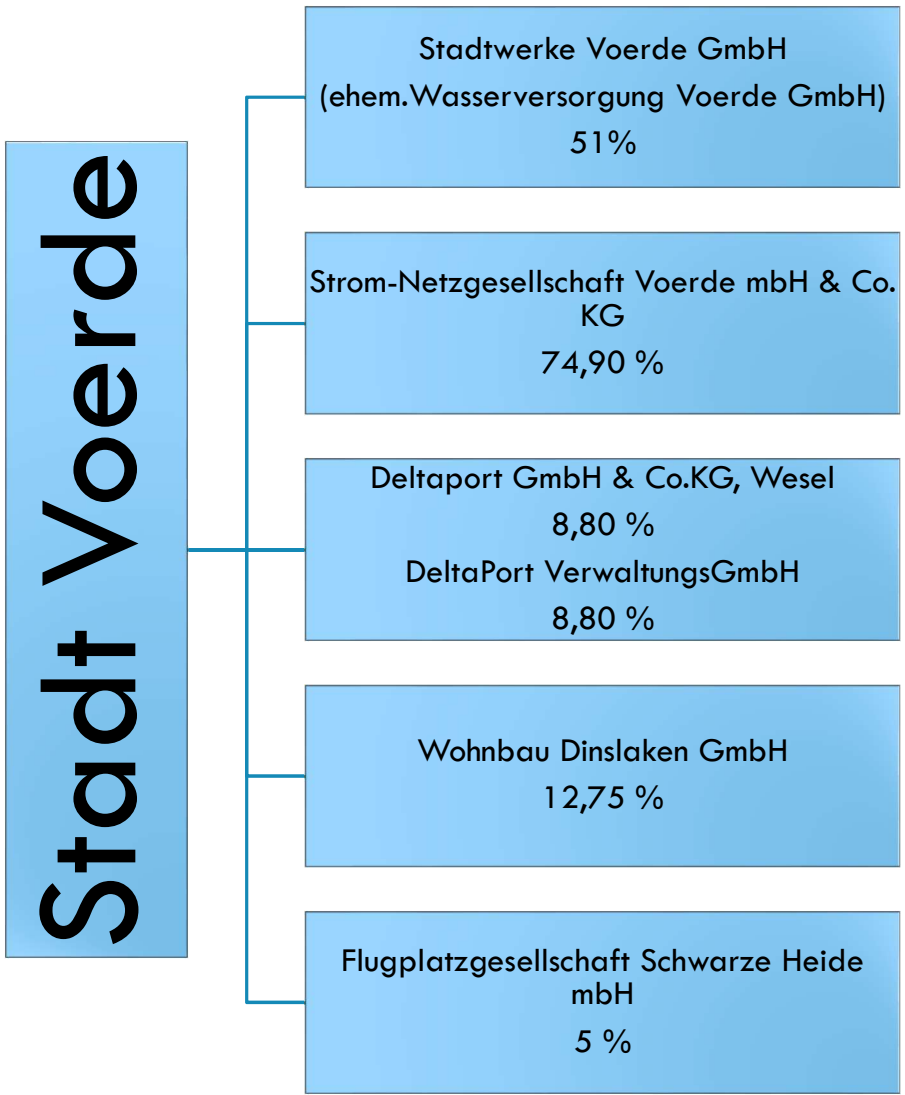 Stadt Voerde
Stadtwerke Voerde GmbH
(ehem.Wasserversorgung Voerde GmbH)
51%
Strom-Netzgesellschaft Voerde mbH & Co.
KG
74,90 %
Deltaport GmbH & Co.KG, Wesel
8,80 %
DeltaPort VerwaltungsGmbH
8,80 %
Wohnbau Dinslaken GmbH
12,75 %
Flugplatzgesellschaft Schwarze Heide
mbH
5 %